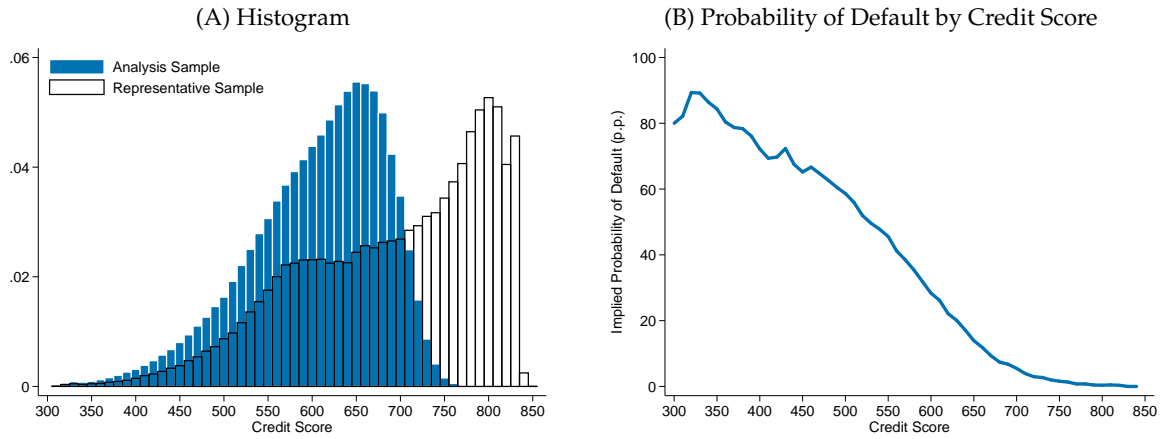 (A) Histogram
.06
.04
.02
0
Analysis Sample
Representative Sample
300 350 400 450 500 550 600 650 700 750 800 850
Credit Score
(B) Probability of Default by Credit Score
Implied Probability of Default (p.p.)
100
80
60
40
20
0
300 350 400 450 500 550 600 650 700 750 800 850
Credit Score